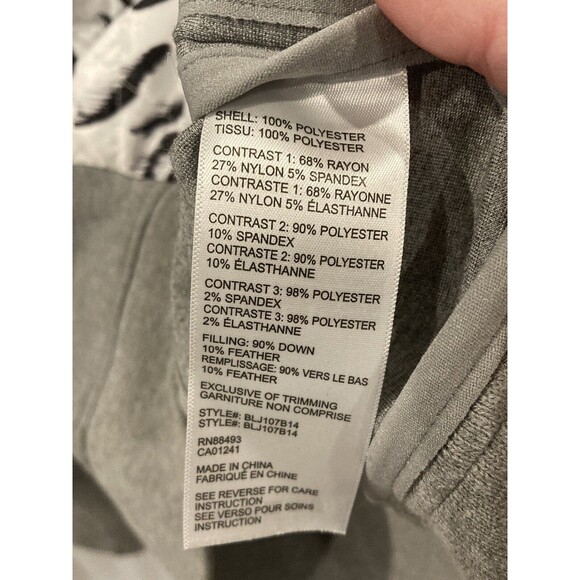 SHELL: 100% POLYESTER
TISSU: 100% POLYESTER
CONTRAST 1: 68% RAYON
27% NYLON 5% SPANDEX
CONTRASTE 1: 68% RAYONNE
27% NYLON 5% ÉLASTHANNE
CONTRAST 2: 90% POLYESTER
10% SPANDEX
CONTRASTE 2: 90% POLYESTER
10% ÉLASTHANNE
CONTRAST 3: 98% POLYESTER
2% SPANDEX
CONTRASTE 3: 98% POLYESTER
2% ÉLASTHANNE
FILLING: 90% DOWN
10% FEATHER
REMPLISSAGE: 90% VERS LE BAS
10% FEATHER
EXCLUSIVE OF TRIMMING
GARNITURE NON COMPRISE
STYLE#: BLJ107B14
STYLE#: BLJ107B14
RN88493
CA01241
MADE IN CHINA
FABRIQUÉ EN CHINE
SEE REVERSE FOR CARE
INSTRUCTION
SEE VERSO POUR SOINS
INSTRUCTION